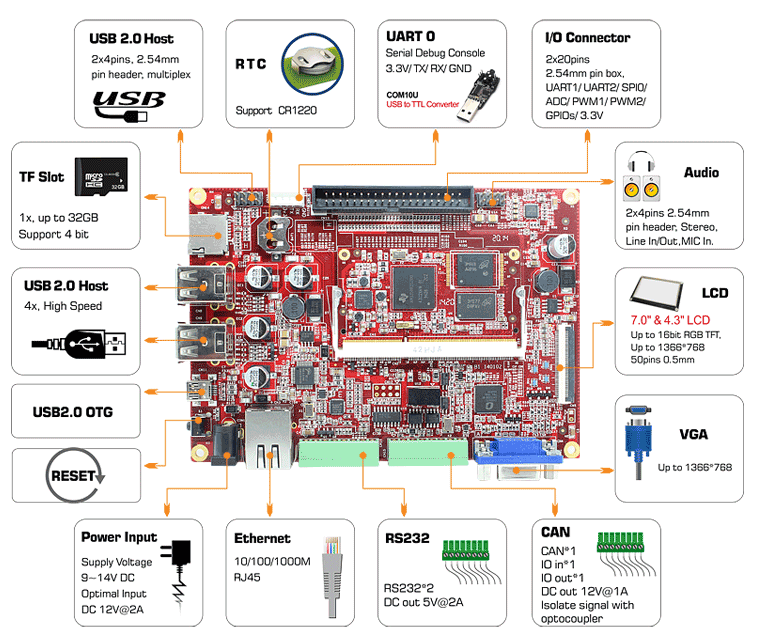 USB 2.0 Host
2x4pins, 2.54mm
pin header, multiplex
USB
RTC
Support CR1220
UART 0
Serial Debug Console
3.3V/ TX/ RX/ GND
COM10U
USB to TTL Converter
I/O Connector
2x20pins
2.54mm pin box,
UART1/ UART2/ SPI0/
ADC/ PWM1/ PWM2/
GPIOs/ 3.3V
TF Slot
micro
SD
HC
32GB
1x, up to 32GB
Support 4 bit
Audio
2x4pins 2.54mm
pin header, Stereo,
Line In/Out,MIC In.
USB 2.0 Host
4x, High Speed
LCD
7.0" & 4.3" LCD
Up to 16bit RGB TFT,
Up to 1366*768
50pins 0.5mm
USB2.0 OTG
RESET
VGA
Up to 1366*768
2014
B1 140102
Power Input
Supply Voltage
9~14V DC
Optimal Input
DC 12V@2A
Ethernet
10/100/1000M
RJ45
RS232
RS232*2
DC out 5V@2A
CAN
CAN*1
IO in*1
IO out*1
DC out 12V@1A
Isolate signal with
optocoupler